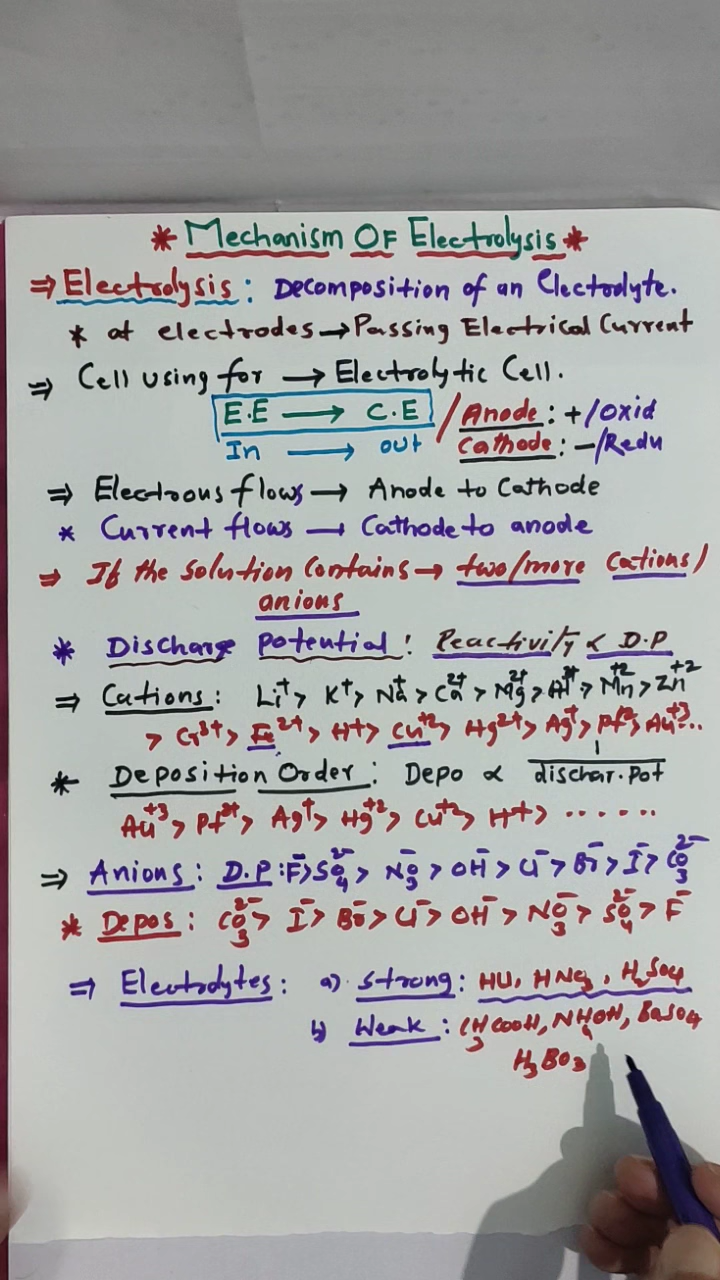 * Mechanism OF Electrolysis *
⇒ Electrolysis: Decomposition of an Electrolyte.
* at electrodes → Passing Electrical Current
⇒ Cell using for → Electrolytic Cell.
E.E → C.E / Anode: +/Oxid
In → out Cathode: -/Redu
⇒ Electrous flows → Anode to Cathode
* Current flows → Cathode to anode
⇒ If the Solution Contains → two/more Cations/
anions
* Discharge Potential: Reactivity ∝ D.P
⇒ Cations: Li⁺> K⁺> Na⁺> Ca²⁺> Mg²⁺> Al³⁺> Mn⁺²> Zn⁺²
> Cr³⁺> Fe²⁺> H⁺> Cu⁺²> Hg²⁺> Ag⁺> Pt²⁺> Au⁺³...
* Deposition Order: Depo ∝ 1/dischar.pot
Au⁺³> Pt²⁺> Ag⁺> Hg⁺²> Cu⁺²> H⁺> ......
⇒ Anions: D.P: F⁻> SO₄²⁻> NO₃⁻> OH⁻> Cl⁻> Br⁻> I⁻> CO₃²⁻
* Depos: CO₃²⁻> I⁻> Br⁻> Cl⁻> OH⁻> NO₃⁻> SO₄²⁻> F⁻
⇒ Electrolytes: a) Strong: HCl, HNO₃, H₂SO₄
b) Weak: CH₃COOH, NH₄OH, BaSO₄
H₃BO₃